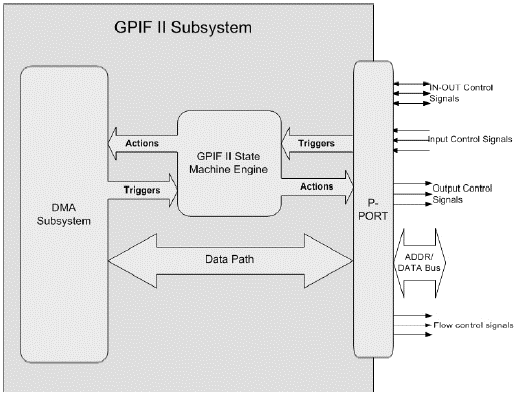 GPIF II Subsystem
IN-OUT Control
Signals
Actions
Triggers
Input Control Signals
GPIF II State
Machine Engine
Triggers
Actions
Output Control
Signals
DMA
Subsystem
P-
PORT
Data Path
ADDR/
DATA Bus
Flow control signals